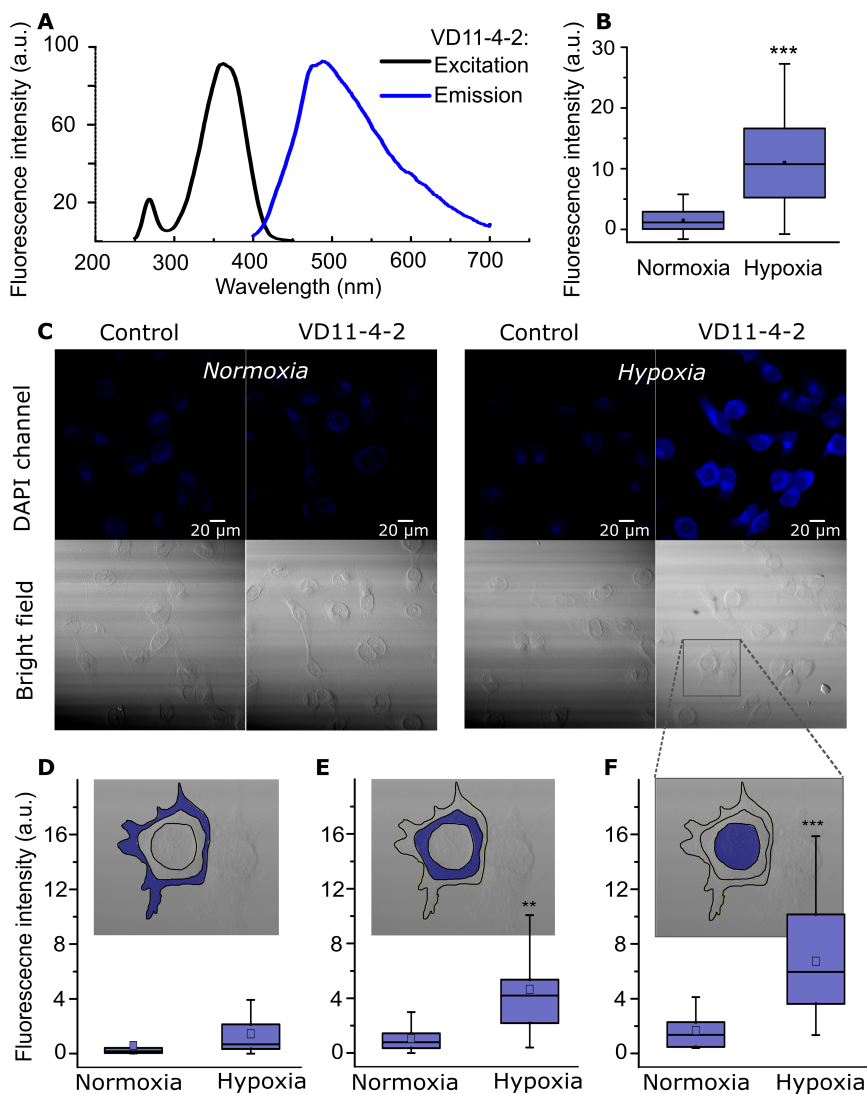 A
Fluorescence intensity (a.u.)
100
60
20
200 300 400 500 600 700
Wavelength (nm)
VD11-4-2:
Excitation
Emission
B
Fluorescence intensity (a.u.)
30
20
10
0
***
Normoxia Hypoxia
C
Control VD11-4-2 Control VD11-4-2
Normoxia Hypoxia
DAPI channel
20 µm 20 µm 20 µm 20 µm
Bright field
D
Fluorescecne intensity (a.u.)
16
12
8
4
0
Normoxia Hypoxia
E
16
12
8
4
0
**
Normoxia Hypoxia
F
16
12
8
4
0
***
Normoxia Hypoxia